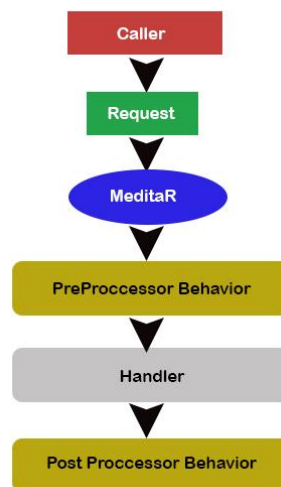 Caller
Request
MeditaR
PreProccessor Behavior
Handler
Post Proccessor Behavior